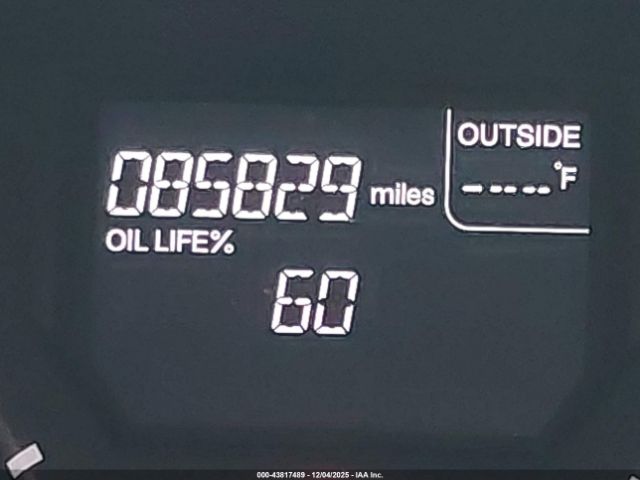 OUTSIDE
----°F
085829 miles
OIL LIFE%
60
000-43817489 - 12/04/2025 - IAA Inc.